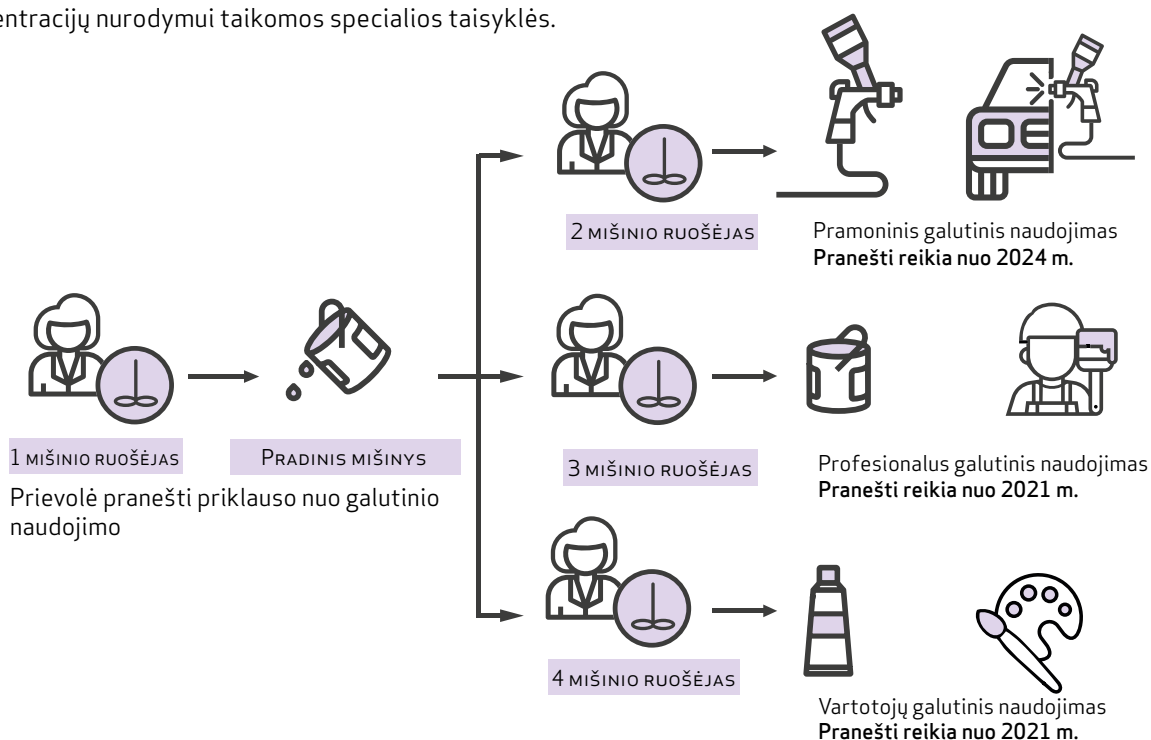 entracijų nurodymui taikomos specialios taisyklės.
2 MIŠINIO RUOŠĖJAS
Pramoninis galutinis naudojimas
Pranešti reikia nuo 2024 m.
1 MIŠINIO RUOŠĖJAS
PRADINIS MIŠINYS
Prievolė pranešti priklauso nuo galutinio
naudojimo
3 MIŠINIO RUOŠĖJAS
Profesionalus galutinis naudojimas
Pranešti reikia nuo 2021 m.
4 MIŠINIO RUOŠĖJAS
Vartotojų galutinis naudojimas
Pranešti reikia nuo 2021 m.